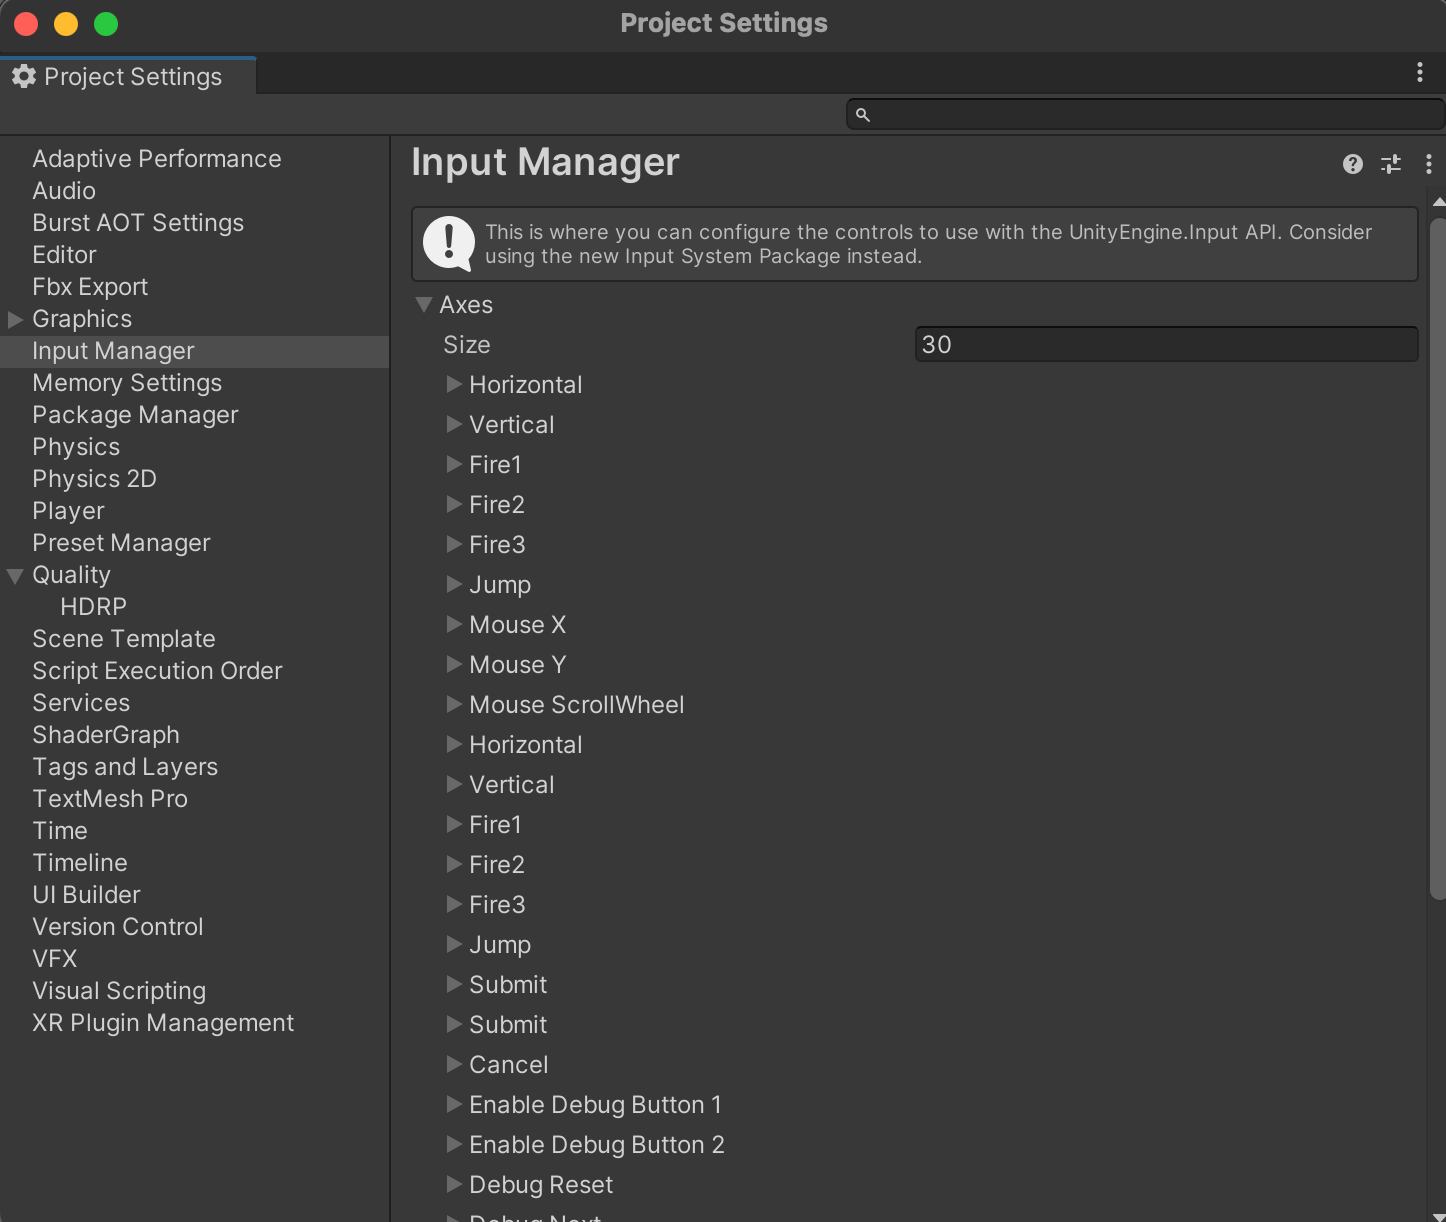 Project Settings
Project Settings
Adaptive Performance
Audio
Burst AOT Settings
Editor
Fbx Export
Graphics
Input Manager
Memory Settings
Package Manager
Physics
Physics 2D
Player
Preset Manager
Quality
HDRP
Scene Template
Script Execution Order
Services
ShaderGraph
Tags and Layers
TextMesh Pro
Time
Timeline
UI Builder
Version Control
VFX
Visual Scripting
XR Plugin Management
Input Manager
This is where you can configure the controls to use with the UnityEngine.Input API. Consider
using the new Input System Package instead.
Axes
Size 30
Horizontal
Vertical
Fire1
Fire2
Fire3
Jump
Mouse X
Mouse Y
Mouse ScrollWheel
Horizontal
Vertical
Fire1
Fire2
Fire3
Jump
Submit
Submit
Cancel
Enable Debug Button 1
Enable Debug Button 2
Debug Reset
Debug Next